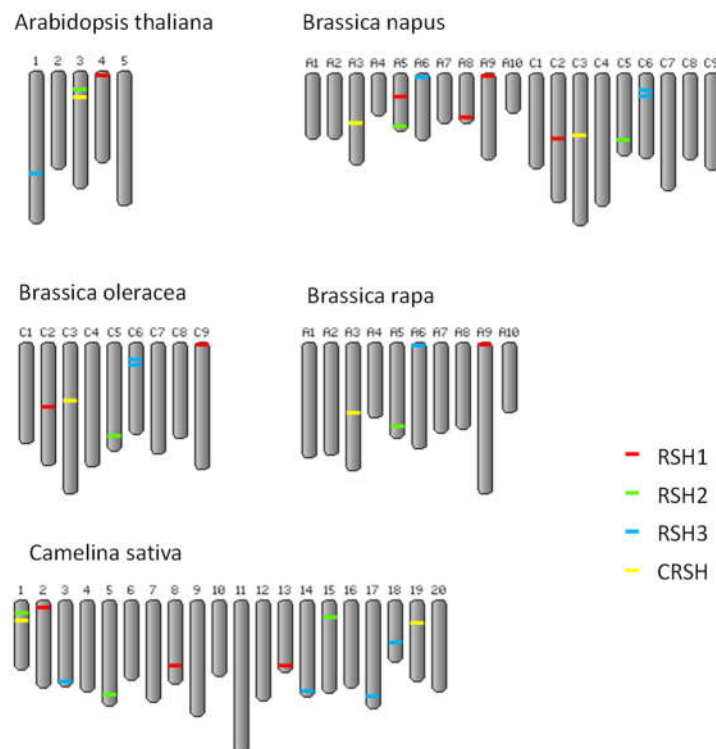 Arabidopsis thaliana
1 2 3 4 5
Brassica napus
A1 A2 A3 A4 A5 A6 A7 A8 A9 A10 C1 C2 C3 C4 C5 C6 C7 C8 C9
Brassica oleracea
C1 C2 C3 C4 C5 C6 C7 C8 C9
Brassica rapa
A1 A2 A3 A4 A5 A6 A7 A8 A9 A10
RSH1
RSH2
RSH3
CRSH
Camelina sativa
1 2 3 4 5 6 7 8 9 10 11 12 13 14 15 16 17 18 19 20